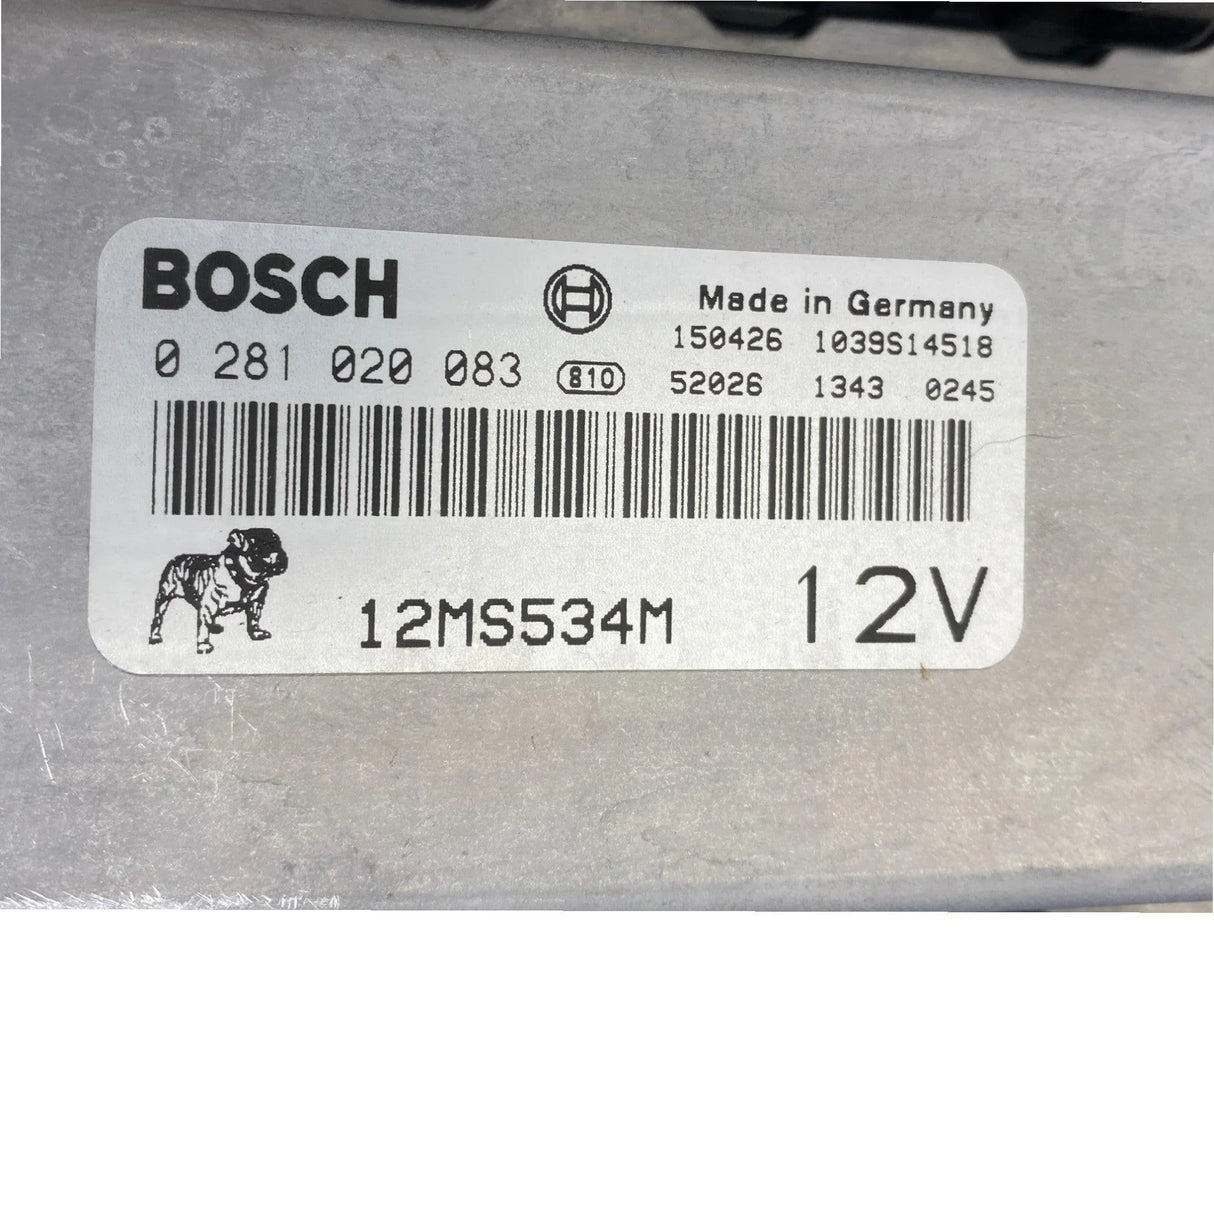 BOSCH
Made in Germany
150426 1039S14518
0 281 020 083 810 52026 1343 0245
12MS534M 12V